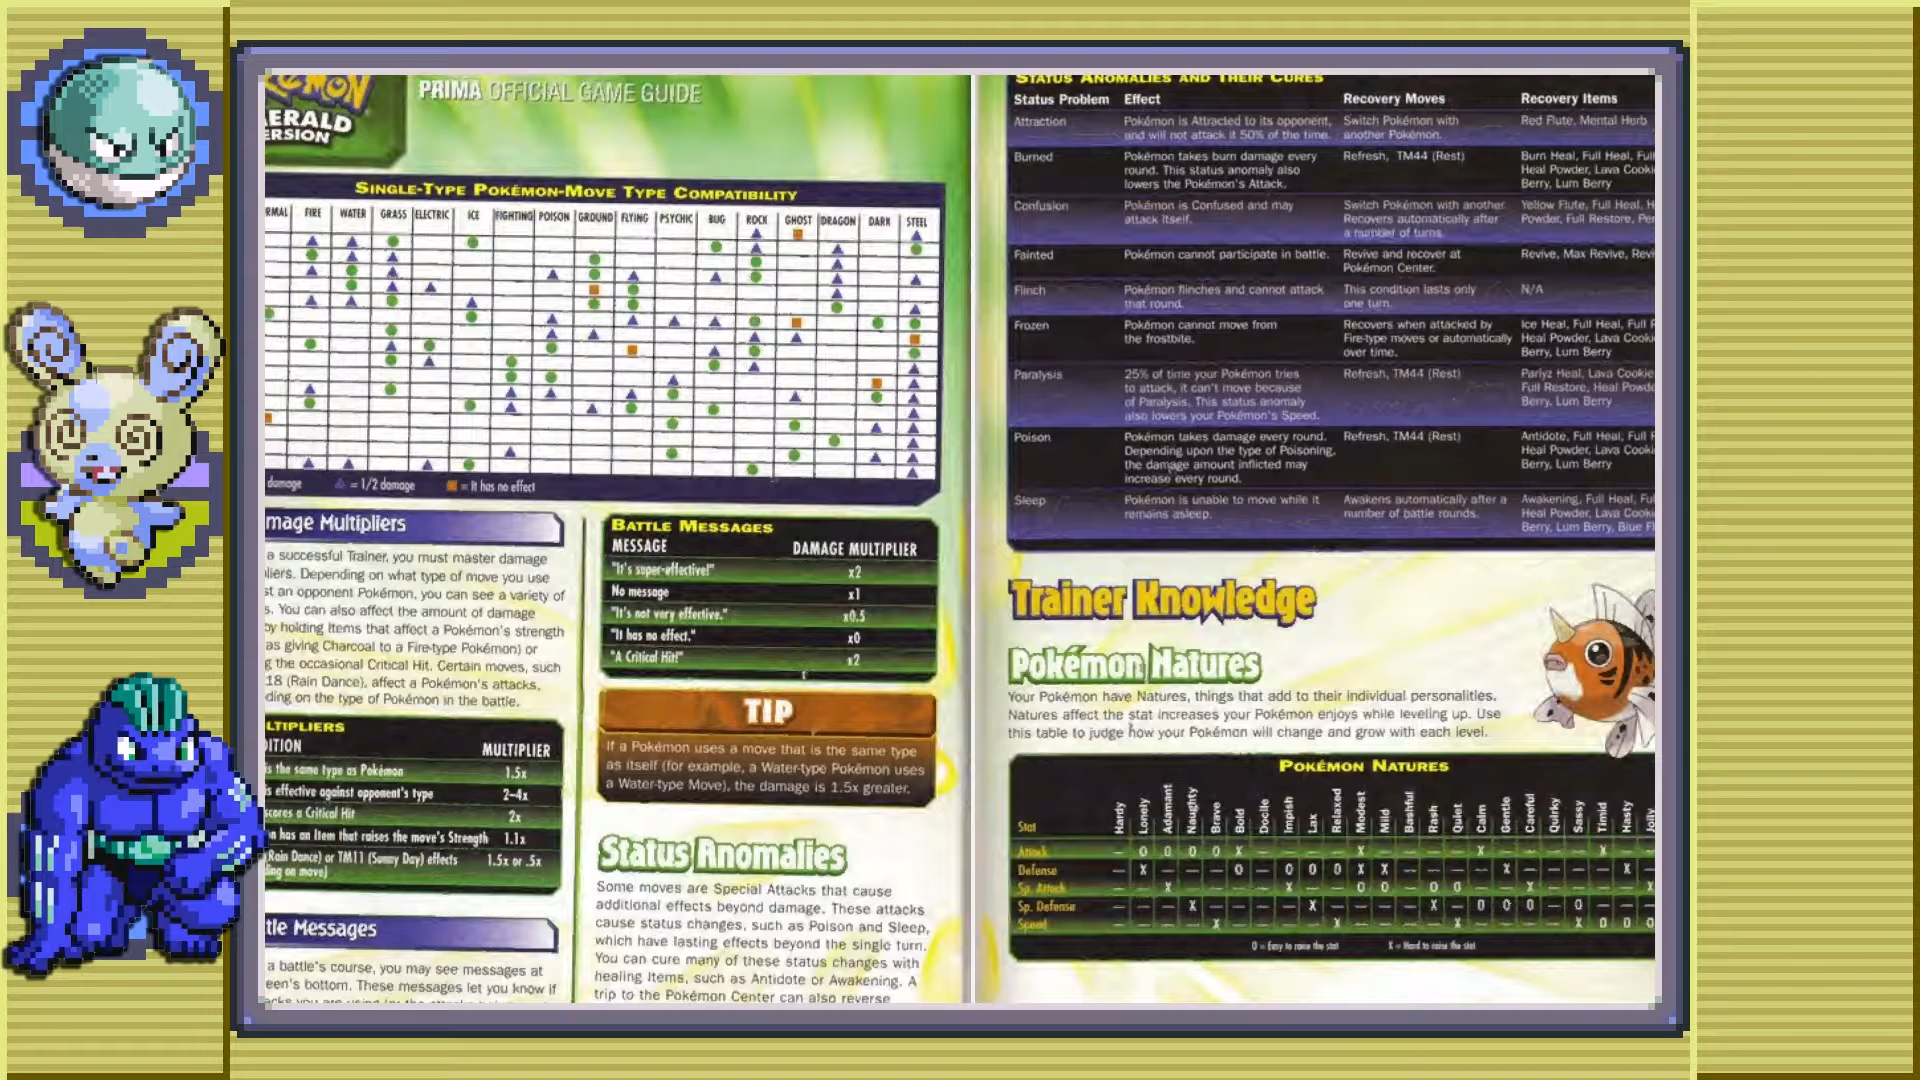 POKéMON
ERALD
ERSION
PRIMA OFFICIAL GAME GUIDE
SINGLE-TYPE POKÉMON-MOVE TYPE COMPATIBILITY
RMAL FIRE WATER GRASS ELECTRIC ICE FIGHTING POISON GROUND FLYING PSYCHIC BUG ROCK GHOST DRAGON DARK STEEL
damage = 1/2 damage = It has no effect
mage Multipliers
a successful Trainer, you must master damage
liers. Depending on what type of move you use
st an opponent Pokémon, you can see a variety of
s. You can also affect the amount of damage
by holding Items that affect a Pokémon's strength
as giving Charcoal to a Fire-type Pokémon) or
g the occasional Critical Hit. Certain moves, such
18 (Rain Dance), affect a Pokémon's attacks,
ding on the type of Pokémon in the battle.
LTIPLIERS
DITION MULTIPLIER
is the same type as Pokémon 1.5x
is effective against opponent's type 2-4x
scores a Critical Hit 2x
n has an Item that raises the move's Strength 1.1x
(Rain Dance) or TM11 (Sunny Day) effects 1.5x or .5x
ing on move)
tle Messages
a battle's course, you may see messages at
een's bottom. These messages let you know if
BATTLE MESSAGES
MESSAGE DAMAGE MULTIPLIER
"It's super-effective!" x2
No message x1
"It's not very effective." x0.5
"It has no effect." x0
"A Critical Hit!" x2
TIP
If a Pokémon uses a move that is the same type
as itself (for example, a Water-type Pokémon uses
a Water-type Move), the damage is 1.5x greater.
Status Anomalies
Some moves are Special Attacks that cause
additional effects beyond damage. These attacks
cause status changes, such as Poison and Sleep,
which have lasting effects beyond the single turn.
You can cure many of these status changes with
healing Items, such as Antidote or Awakening. A
trip to the Pokémon Center can also reverse
STATUS ANOMALIES AND THEIR CURES
Status Problem Effect Recovery Moves Recovery Items
Attraction Pokémon is Attracted to its opponent, Switch Pokémon with Red Flute, Mental Herb
and will not attack it 50% of the time. another Pokémon.
Burned Pokémon takes burn damage every Refresh, TM44 (Rest) Burn Heal, Full Heal, Full
round. This status anomaly also Heal Powder, Lava Cooki
lowers the Pokémon's Attack. Berry, Lum Berry
Confusion Pokémon is Confused and may Switch Pokémon with another. Yellow Flute, Full Heal, H
attack itself. Recovers automatically after Powder, Full Restore, Per
a number of turns.
Fainted Pokémon cannot participate in battle. Revive and recover at Revive, Max Revive, Revi
Pokémon Center.
Flinch Pokémon flinches and cannot attack This condition lasts only N/A
that round. one turn.
Frozen Pokémon cannot move from Recovers when attacked by Ice Heal, Full Heal, Full R
the frostbite. Fire-type moves or automatically Heal Powder, Lava Cooki
over time. Berry, Lum Berry
Paralysis 25% of time your Pokémon tries Refresh, TM44 (Rest) Parlyz Heal, Lava Cookie
to attack, it can't move because Full Restore, Heal Powde
of Paralysis. This status anomaly Berry, Lum Berry
also lowers your Pokémon's Speed.
Poison Pokémon takes damage every round. Refresh, TM44 (Rest) Antidote, Full Heal, Full R
Depending upon the type of Poisoning, Heal Powder, Lava Cooki
the damage amount inflicted may Berry, Lum Berry
increase every round.
Sleep Pokémon is unable to move while it Awakens automatically after a Awakening, Full Heal, Ful
remains asleep. number of battle rounds. Heal Powder, Lava Cooki
Berry, Lum Berry, Blue Fl
Trainer Knowledge
Pokémon Natures
Your Pokémon have Natures, things that add to their individual personalities.
Natures affect the stat increases your Pokémon enjoys while leveling up. Use
this table to judge how your Pokémon will change and grow with each level.
POKÉMON NATURES
Stat Hardy Lonely Adamant Naughty Brave Bold Docile Impish Lax Relaxed Modest Mild Bashful Rash Quiet Calm Gentle Careful Quirky Sassy Timid Hasty Jolly
Attack — O O O O X — — — — X — — — — X — — — — X — —
Defense — X — — — O — O O O X X — — — — X — — — — X —
Sp. Attack — — X — — — — X — — O O — O O — — X — — — — X
Sp. Defense — — — X — — — — X — — — — X — O O O — O — — —
Speed — — — — X — — — — X — — — — X — — — — X O O O
O = Easy to raise the stat X = Hard to raise the stat